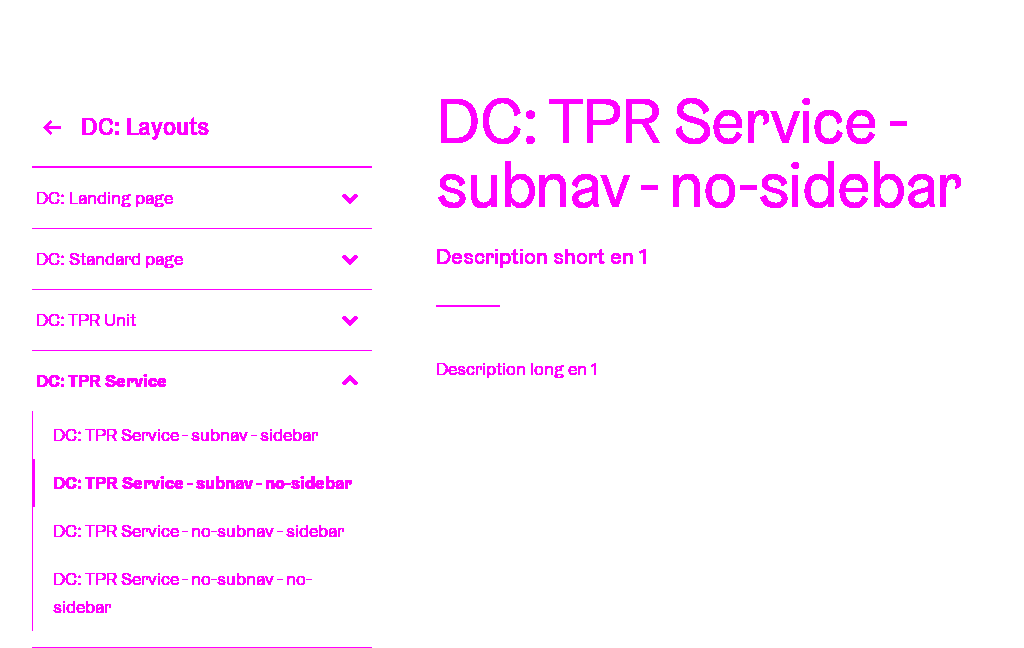 DC: Layouts
DC: Landing page
DC: Standard page
DC: TPR Unit
DC: TPR Service
DC: TPR Service - subnav - sidebar
DC: TPR Service - subnav - no-sidebar
DC: TPR Service - no-subnav - sidebar
DC: TPR Service - no-subnav - no-
sidebar
DC: TPR Service -
subnav - no-sidebar
Description short en 1
Description long en 1